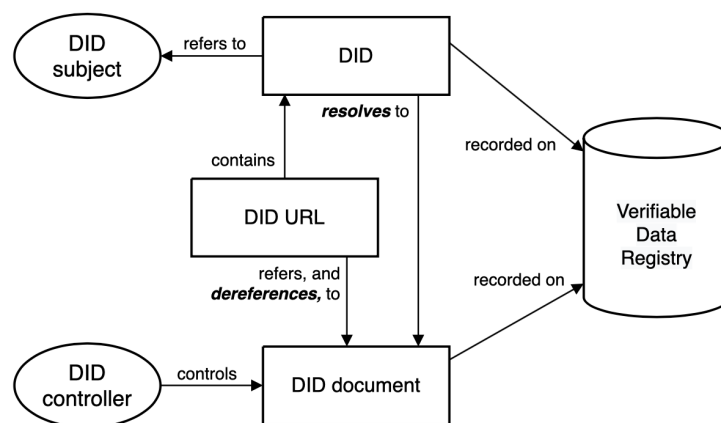 DID
subject
refers to
DID
resolves to
recorded on
contains
DID URL
Verifiable
Data
Registry
refers, and
dereferences, to
recorded on
DID
controller
controls
DID document